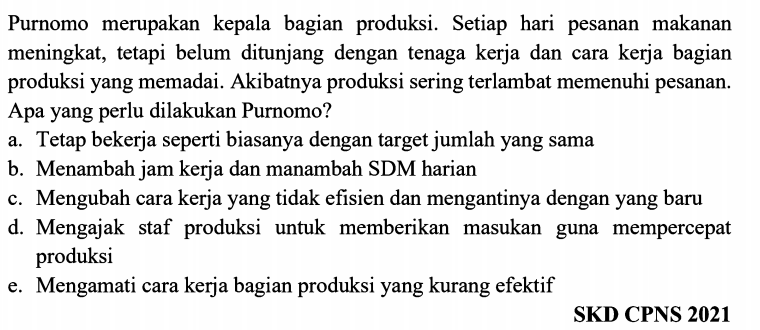 Purnomo merupakan kepala bagian produksi. Setiap hari pesanan makanan
meningkat, tetapi belum ditunjang dengan tenaga kerja dan cara kerja bagian
produksi yang memadai. Akibatnya produksi sering terlambat memenuhi pesanan.
Apa yang perlu dilakukan Purnomo?
a. Tetap bekerja seperti biasanya dengan target jumlah yang sama
b. Menambah jam kerja dan manambah SDM harian
c. Mengubah cara kerja yang tidak efisien dan mengantinya dengan yang baru
d. Mengajak staf produksi untuk memberikan masukan guna mempercepat
produksi
e. Mengamati cara kerja bagian produksi yang kurang efektif
SKD CPNS 2021